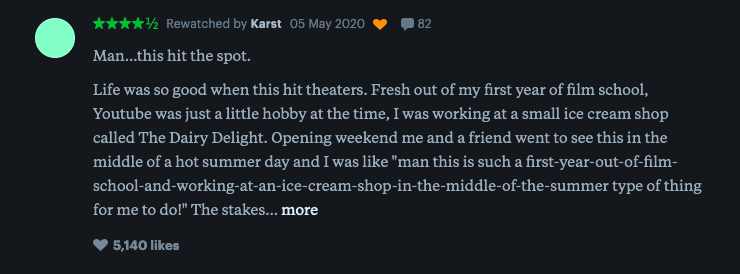 ★★★★½ Rewatched by Karst 05 May 2020 82
Man...this hit the spot.
Life was so good when this hit theaters. Fresh out of my first year of film school,
Youtube was just a little hobby at the time, I was working at a small ice cream shop
called The Dairy Delight. Opening weekend me and a friend went to see this in the
middle of a hot summer day and I was like "man this is such a first-year-out-of-film-
school-and-working-at-an-ice-cream-shop-in-the-middle-of-the-summer type of thing
for me to do!" The stakes... more
5,140 likes